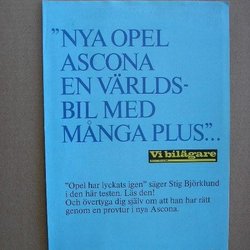 "NYA OPEL
ASCONA
EN VÄRLDS-
BIL MED
MÅNGA PLUS"...
Vi bilägare
"Opel har lyckats igen" säger Stig Björklund
i den här testen. Läs den!
Och övertyga dig själv om att han har rätt
genom en provtur i nya Ascona.